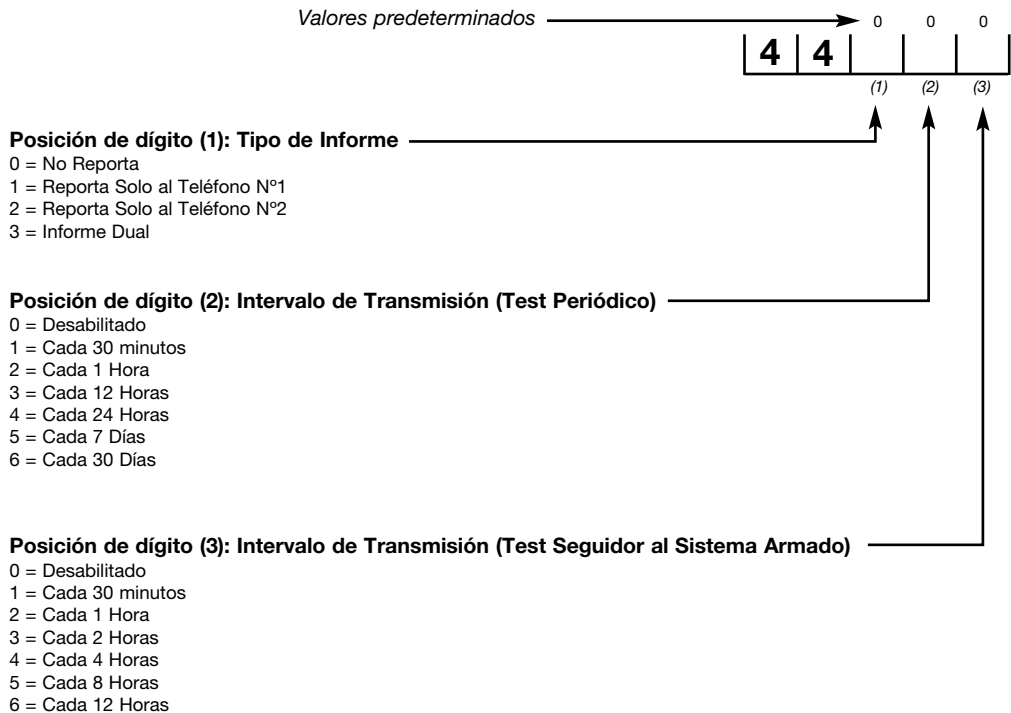 Valores predeterminados 0 0 0
4 4
(1) (2) (3)
Posición de dígito (1): Tipo de Informe
0 = No Reporta
1 = Reporta Solo al Teléfono Nº1
2 = Reporta Solo al Teléfono Nº2
3 = Informe Dual
Posición de dígito (2): Intervalo de Transmisión (Test Periódico)
0 = Desabilitado
1 = Cada 30 minutos
2 = Cada 1 Hora
3 = Cada 12 Horas
4 = Cada 24 Horas
5 = Cada 7 Días
6 = Cada 30 Días
Posición de dígito (3): Intervalo de Transmisión (Test Seguidor al Sistema Armado)
0 = Desabilitado
1 = Cada 30 minutos
2 = Cada 1 Hora
3 = Cada 2 Horas
4 = Cada 4 Horas
5 = Cada 8 Horas
6 = Cada 12 Horas